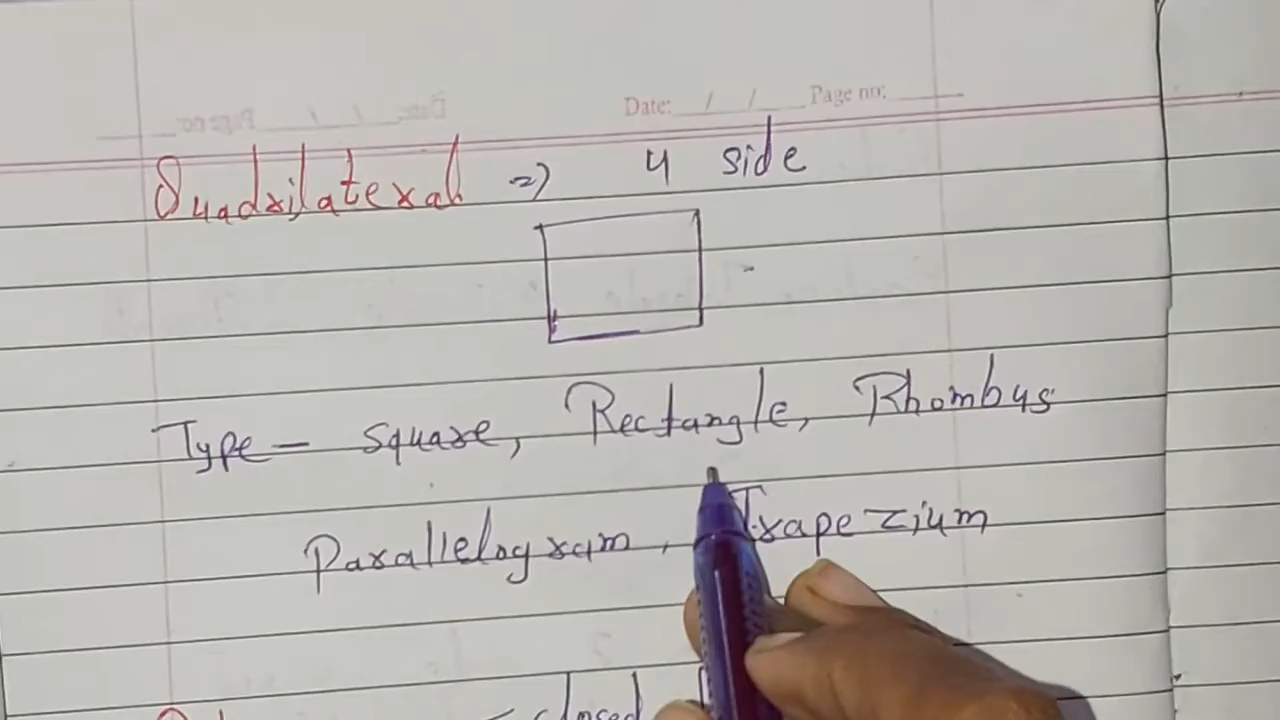 Date: / / Page no:
Quadrilateral => 4 side
Type - square, Rectangle, Rhombus
Parallelogram, Trapezium
closed